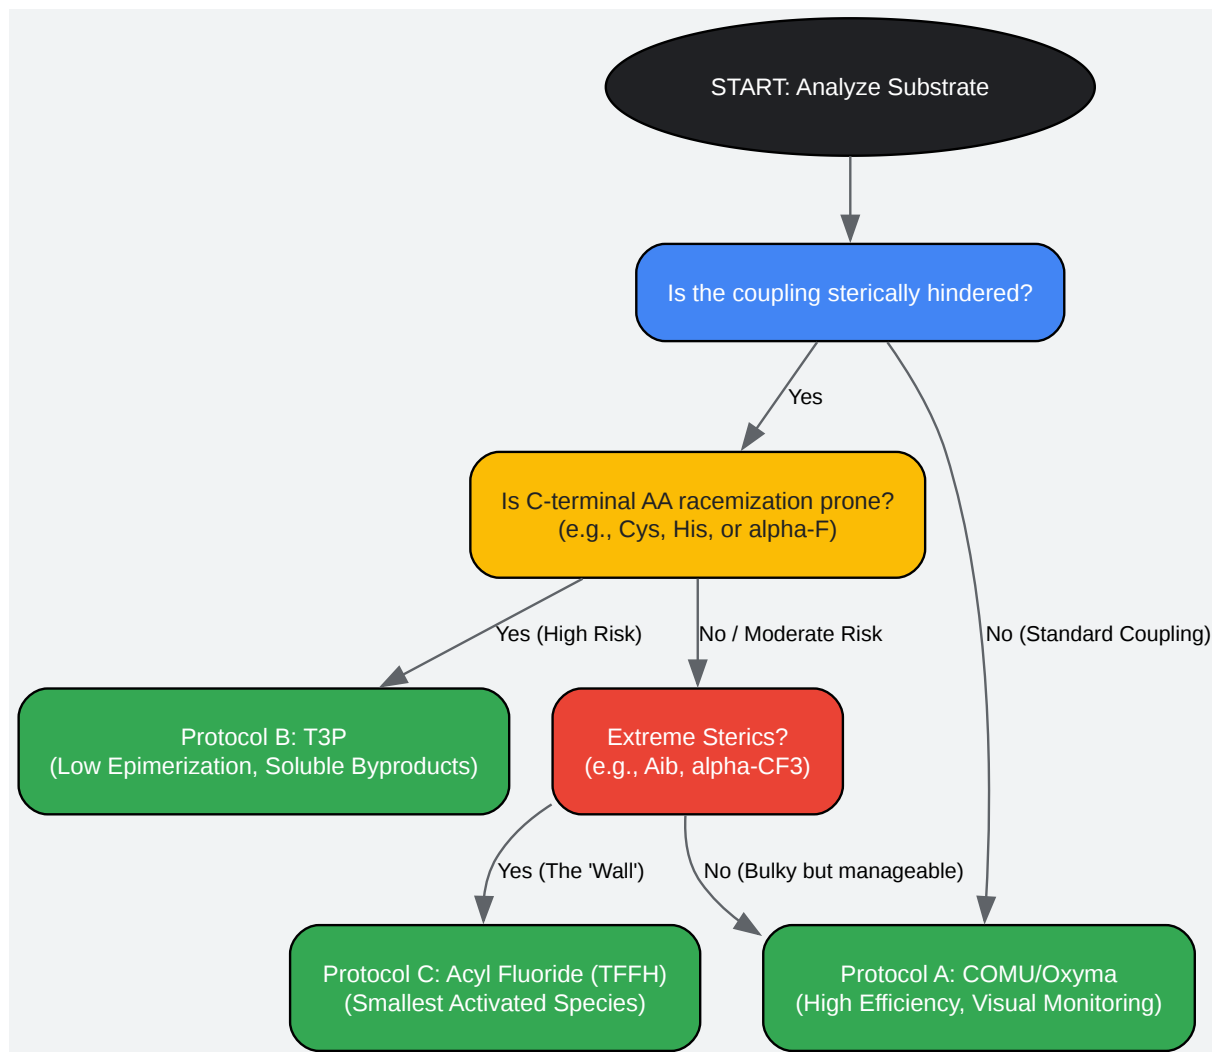 START: Analyze Substrate
Is the coupling sterically hindered?
Yes
Is C-terminal AA racemization prone?
(e.g., Cys, His, or alpha-F)
Yes (High Risk)
No / Moderate Risk
No (Standard Coupling)
Protocol B: T3P
(Low Epimerization, Soluble Byproducts)
Extreme Sterics?
(e.g., Aib, alpha-CF3)
Yes (The 'Wall')
No (Bulky but manageable)
Protocol C: Acyl Fluoride (TFFH)
(Smallest Activated Species)
Protocol A: COMU/Oxyma
(High Efficiency, Visual Monitoring)